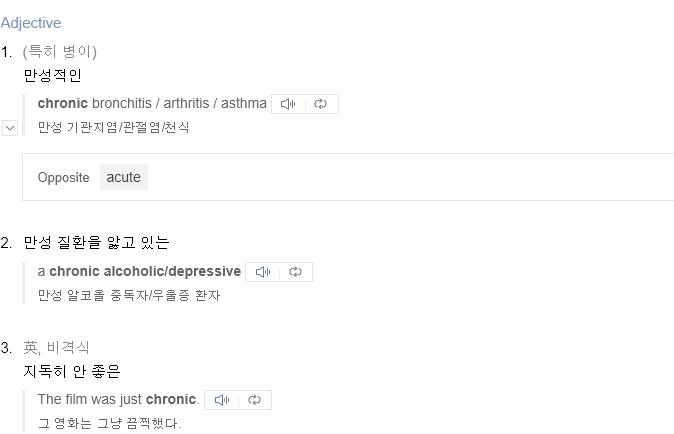 Adjective
1. (특히 병이)
만성적인
chronic bronchitis / arthritis / asthma
만성 기관지염/관절염/천식
Opposite acute
2. 만성 질환을 앓고 있는
a chronic alcoholic/depressive
만성 알코올 중독자/우울증 환자
3. 英, 비격식
지독히 안 좋은
The film was just chronic.
그 영화는 그냥 끔찍했다.